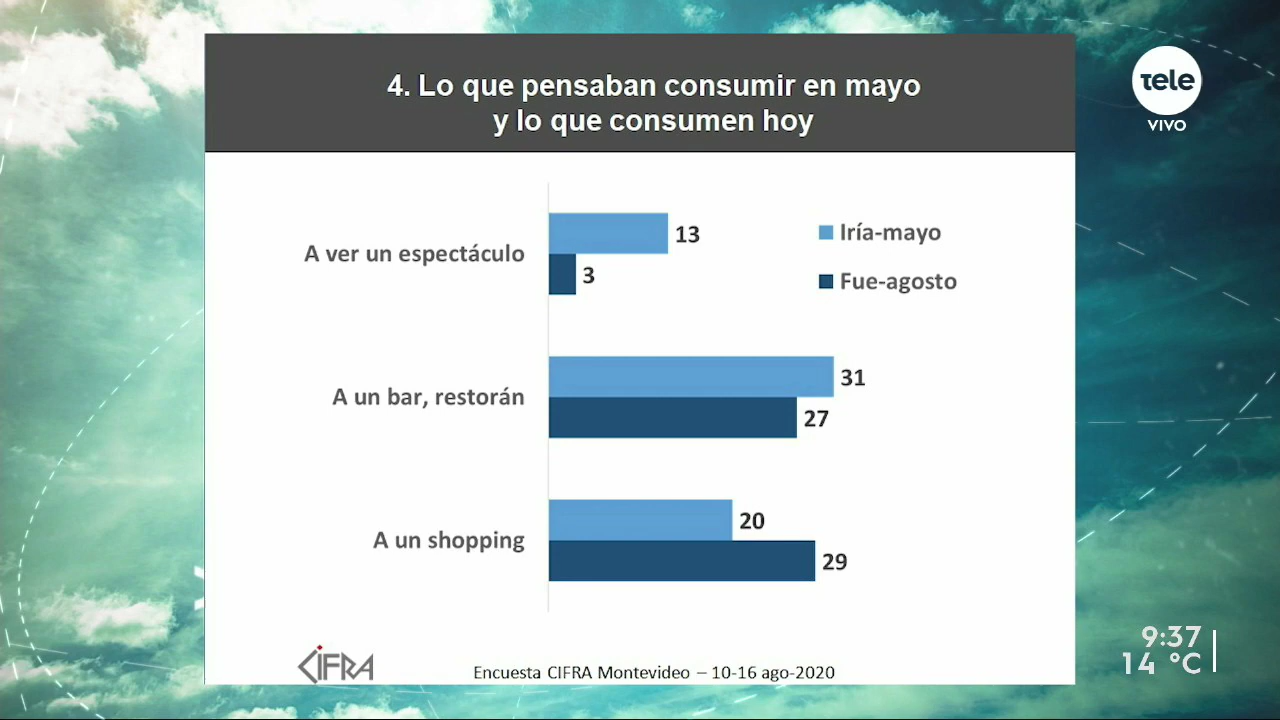 4. Lo que pensaban consumir en mayo
y lo que consumen hoy
tele
VIVO
A ver un espectáculo
13
3
Iría-mayo
Fue-agosto
A un bar, restorán
31
27
A un shopping
20
29
CIFRA
Encuesta CIFRA Montevideo – 10-16 ago-2020
9:37
14 °C